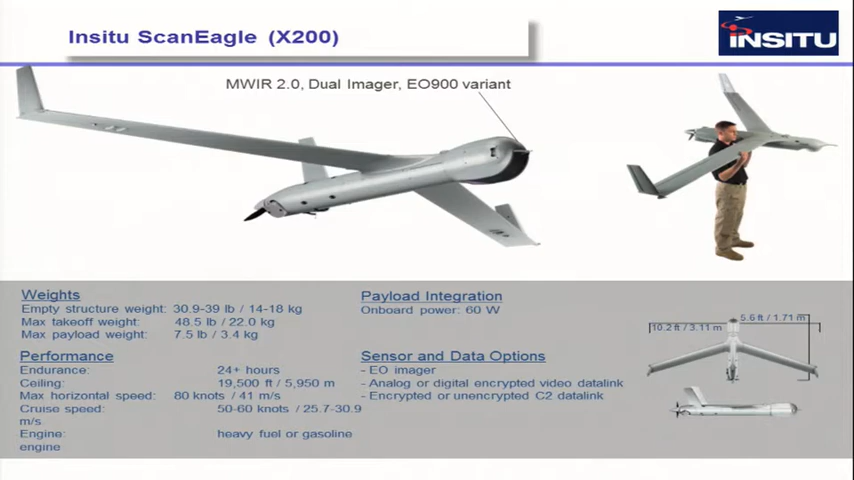 Insitu ScanEagle (X200)
INSITU
MWIR 2.0, Dual Imager, EO900 variant
Weights
Empty structure weight: 30.9-39 lb / 14-18 kg
Max takeoff weight: 48.5 lb / 22.0 kg
Max payload weight: 7.5 lb / 3.4 kg
Performance
Endurance: 24+ hours
Ceiling: 19,500 ft / 5,950 m
Max horizontal speed: 80 knots / 41 m/s
Cruise speed: 50-60 knots / 25.7-30.9
m/s
Engine: heavy fuel or gasoline
engine
Payload Integration
Onboard power: 60 W
Sensor and Data Options
- EO imager
- Analog or digital encrypted video datalink
- Encrypted or unencrypted C2 datalink
5.6 ft / 1.71 m
10.2 ft / 3.11 m